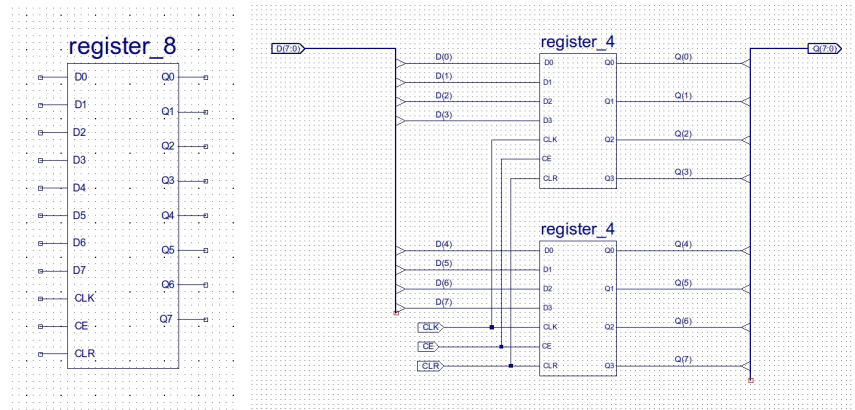 register_8
D0 Q0
D1 Q1
D2 Q2
D3 Q3
D4 Q4
D5 Q5
D6 Q6
D7 Q7
CLK
CE
CLR
D(7:0)
Q(7:0)
register_4
D(0) D0 Q0 Q(0)
D(1) D1
D(2) D2 Q1 Q(1)
D(3) D3
CLK Q2 Q(2)
CE
CLR Q3 Q(3)
register_4
D(4) D0 Q0 Q(4)
D(5) D1
D(6) D2 Q1 Q(5)
D(7) D3
CLK CLK Q2 Q(6)
CE CE
CLR CLR Q3 Q(7)